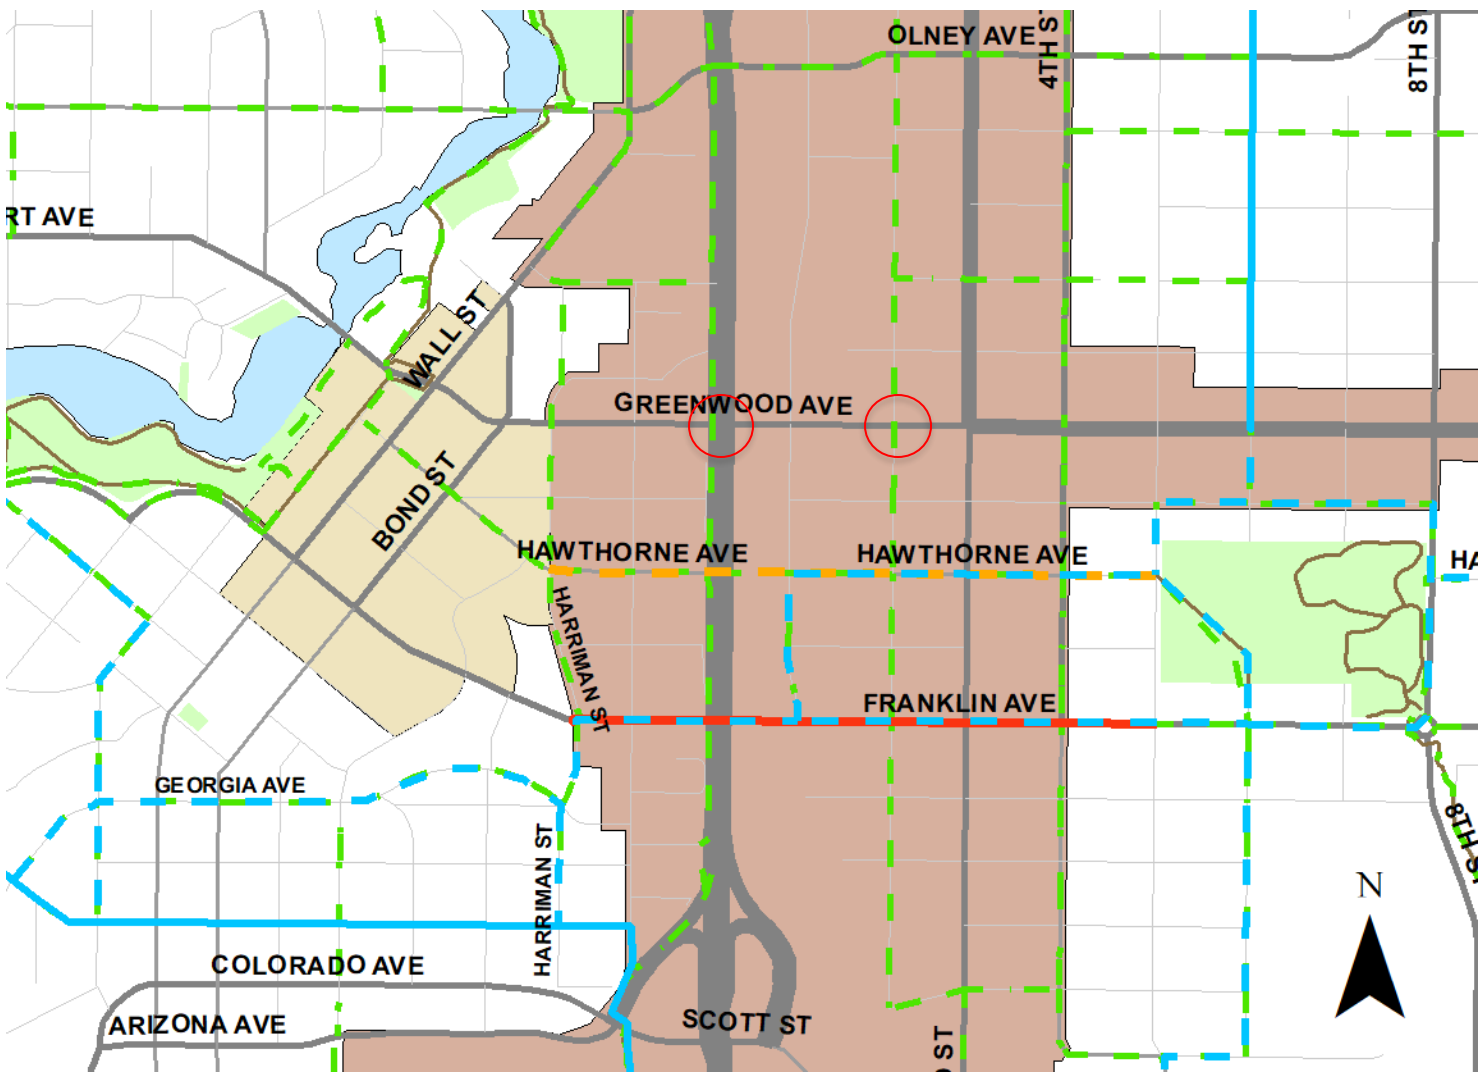 OLNEY AVE
4TH ST
8TH ST
RT AVE
WALL ST
GREENWOOD AVE
BOND ST
HAWTHORNE AVE
HAWTHORNE AVE
HA
HARRIMAN ST
FRANKLIN AVE
GEORGIA AVE
8TH S
HARRIMAN ST
N
COLORADO AVE
ARIZONA AVE
SCOTT ST
D ST